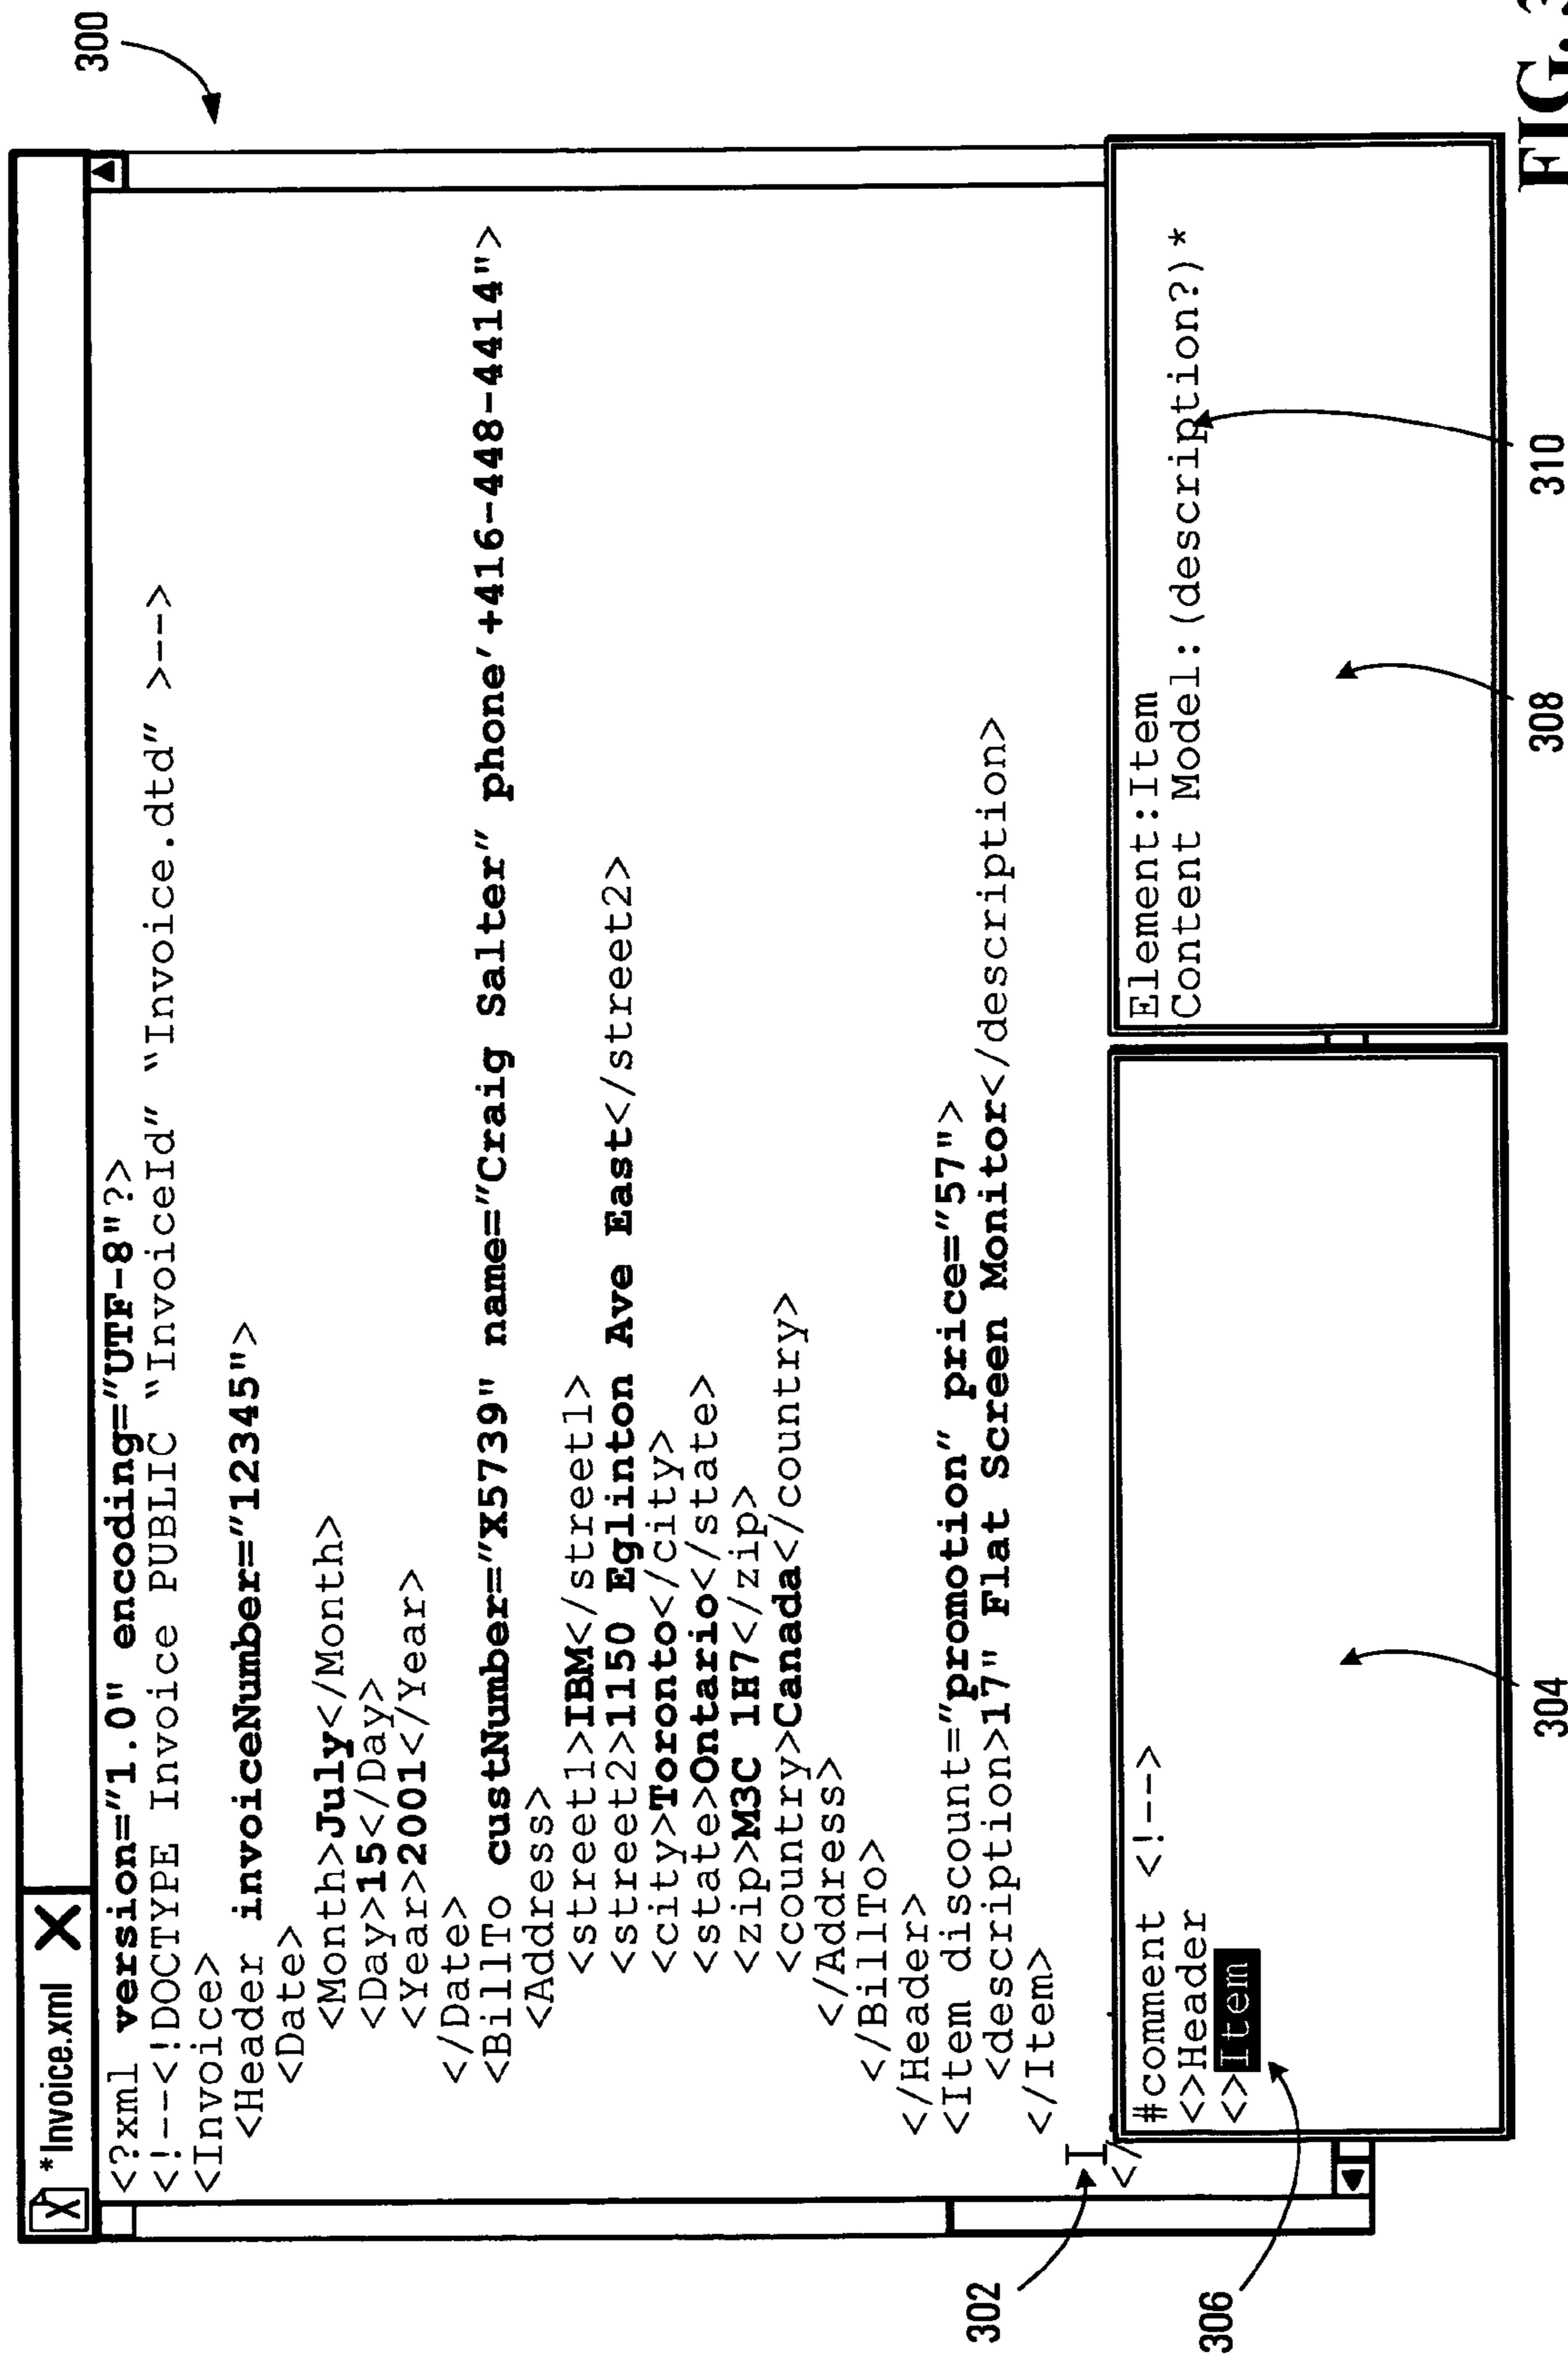 300
*Invoice.xml X
<?xml version="1.0" encoding="UTF-8"?>
<!--<!DOCTYPE Invoice PUBLIC "InvoiceId" "Invoice.dtd" >-->
<Invoice>
<Header invoiceNumber="12345">
<Date>
<Month>July</Month>
<Day>15</Day>
<Year>2001</Year>
</Date>
<BillTo custNumber="X5739" name="Craig Salter" phone'+416-448-4414">
<Address>
<street1>IBM</street1>
<street2>1150 Eglinton Ave East</street2>
<city>Toronto</city>
<state>Ontario</state>
<zip>M3C 1H7</zip>
<country>Canada</country>
</Address>
</BillTo>
</Header>
<Item discount="promotion" price="57">
<description>17" Flat Screen Monitor</description>
</Item>
302
</
#comment <!-->
<>Header
<>Item
306
Element:Item
Content Model:(description?)*
304
308
310
FIG. 3